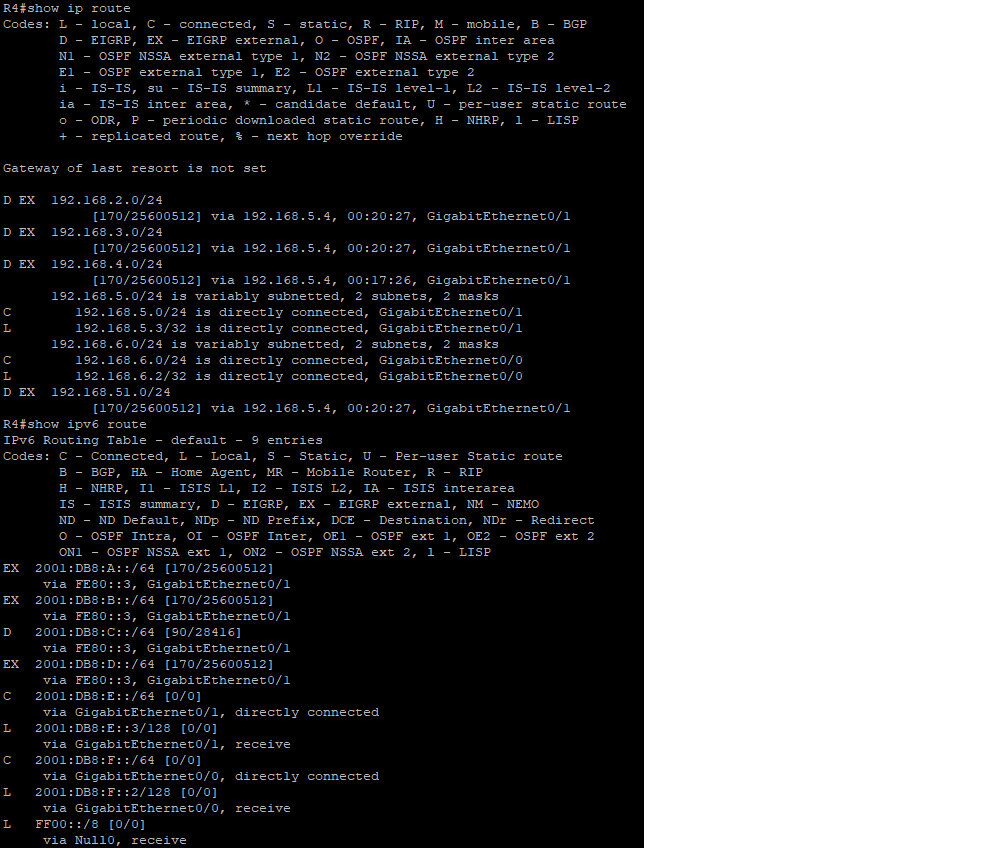 R4#show ip route
Codes: L - local, C - connected, S - static, R - RIP, M - mobile, B - BGP
       D - EIGRP, EX - EIGRP external, O - OSPF, IA - OSPF inter area
       N1 - OSPF NSSA external type 1, N2 - OSPF NSSA external type 2
       E1 - OSPF external type 1, E2 - OSPF external type 2
       i - IS-IS, su - IS-IS summary, L1 - IS-IS level-1, L2 - IS-IS level-2
       ia - IS-IS inter area, * - candidate default, U - per-user static route
       o - ODR, P - periodic downloaded static route, H - NHRP, l - LISP
       + - replicated route, % - next hop override
Gateway of last resort is not set
D EX  192.168.2.0/24
           [170/25600512] via 192.168.5.4, 00:20:27, GigabitEthernet0/1
D EX  192.168.3.0/24
           [170/25600512] via 192.168.5.4, 00:20:27, GigabitEthernet0/1
D EX  192.168.4.0/24
           [170/25600512] via 192.168.5.4, 00:17:26, GigabitEthernet0/1
      192.168.5.0/24 is variably subnetted, 2 subnets, 2 masks
C        192.168.5.0/24 is directly connected, GigabitEthernet0/1
L        192.168.5.3/32 is directly connected, GigabitEthernet0/1
      192.168.6.0/24 is variably subnetted, 2 subnets, 2 masks
C        192.168.6.0/24 is directly connected, GigabitEthernet0/0
L        192.168.6.2/32 is directly connected, GigabitEthernet0/0
D EX  192.168.51.0/24
           [170/25600512] via 192.168.5.4, 00:20:27, GigabitEthernet0/1
R4#show ipv6 route
IPv6 Routing Table - default - 9 entries
Codes: C - Connected, L - Local, S - Static, U - Per-user Static route
       B - BGP, HA - Home Agent, MR - Mobile Router, R - RIP
       H - NHRP, I1 - ISIS L1, I2 - ISIS L2, IA - ISIS interarea
       IS - ISIS summary, D - EIGRP, EX - EIGRP external, NM - NEMO
       ND - ND Default, NDp - ND Prefix, DCE - Destination, NDr - Redirect
       O - OSPF Intra, OI - OSPF Inter, OE1 - OSPF ext 1, OE2 - OSPF ext 2
       ON1 - OSPF NSSA ext 1, ON2 - OSPF NSSA ext 2, l - LISP
EX  2001:DB8:A::/64 [170/25600512]
     via FE80::3, GigabitEthernet0/1
EX  2001:DB8:B::/64 [170/25600512]
     via FE80::3, GigabitEthernet0/1
D   2001:DB8:C::/64 [90/28416]
     via FE80::3, GigabitEthernet0/1
EX  2001:DB8:D::/64 [170/25600512]
     via FE80::3, GigabitEthernet0/1
C   2001:DB8:E::/64 [0/0]
     via GigabitEthernet0/1, directly connected
L   2001:DB8:E::3/128 [0/0]
     via GigabitEthernet0/1, receive
C   2001:DB8:F::/64 [0/0]
     via GigabitEthernet0/0, directly connected
L   2001:DB8:F::2/128 [0/0]
     via GigabitEthernet0/0, receive
L   FF00::/8 [0/0]
     via Null0, receive